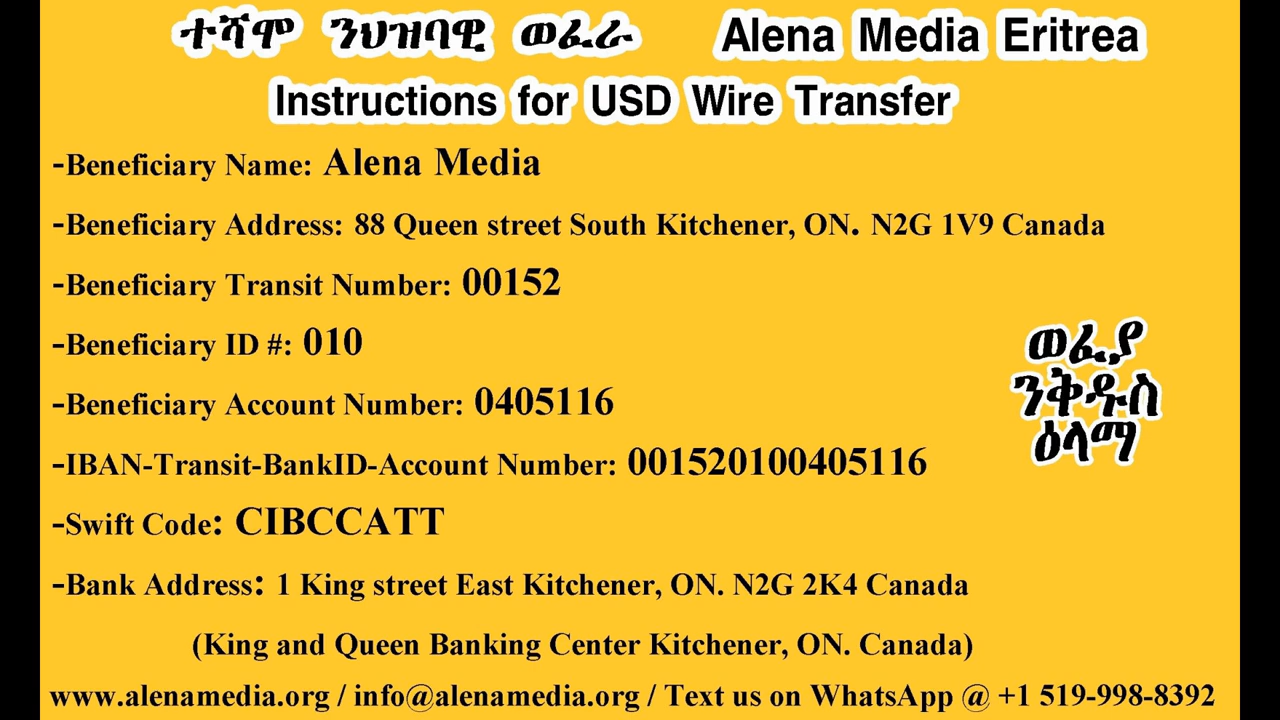 ተሻሞ ንህዝባዊ ወፈራ Alena Media Eritrea
Instructions for USD Wire Transfer
-Beneficiary Name: Alena Media
-Beneficiary Address: 88 Queen street South Kitchener, ON. N2G 1V9 Canada
-Beneficiary Transit Number: 00152
-Beneficiary ID #: 010
-Beneficiary Account Number: 0405116
-IBAN-Transit-BankID-Account Number: 001520100405116
-Swift Code: CIBCCATT
-Bank Address: 1 King street East Kitchener, ON. N2G 2K4 Canada
(King and Queen Banking Center Kitchener, ON. Canada)
www.alenamedia.org / info@alenamedia.org / Text us on WhatsApp @ +1 519-998-8392
ወፈያ
ንቅዱስ
ዕላማ